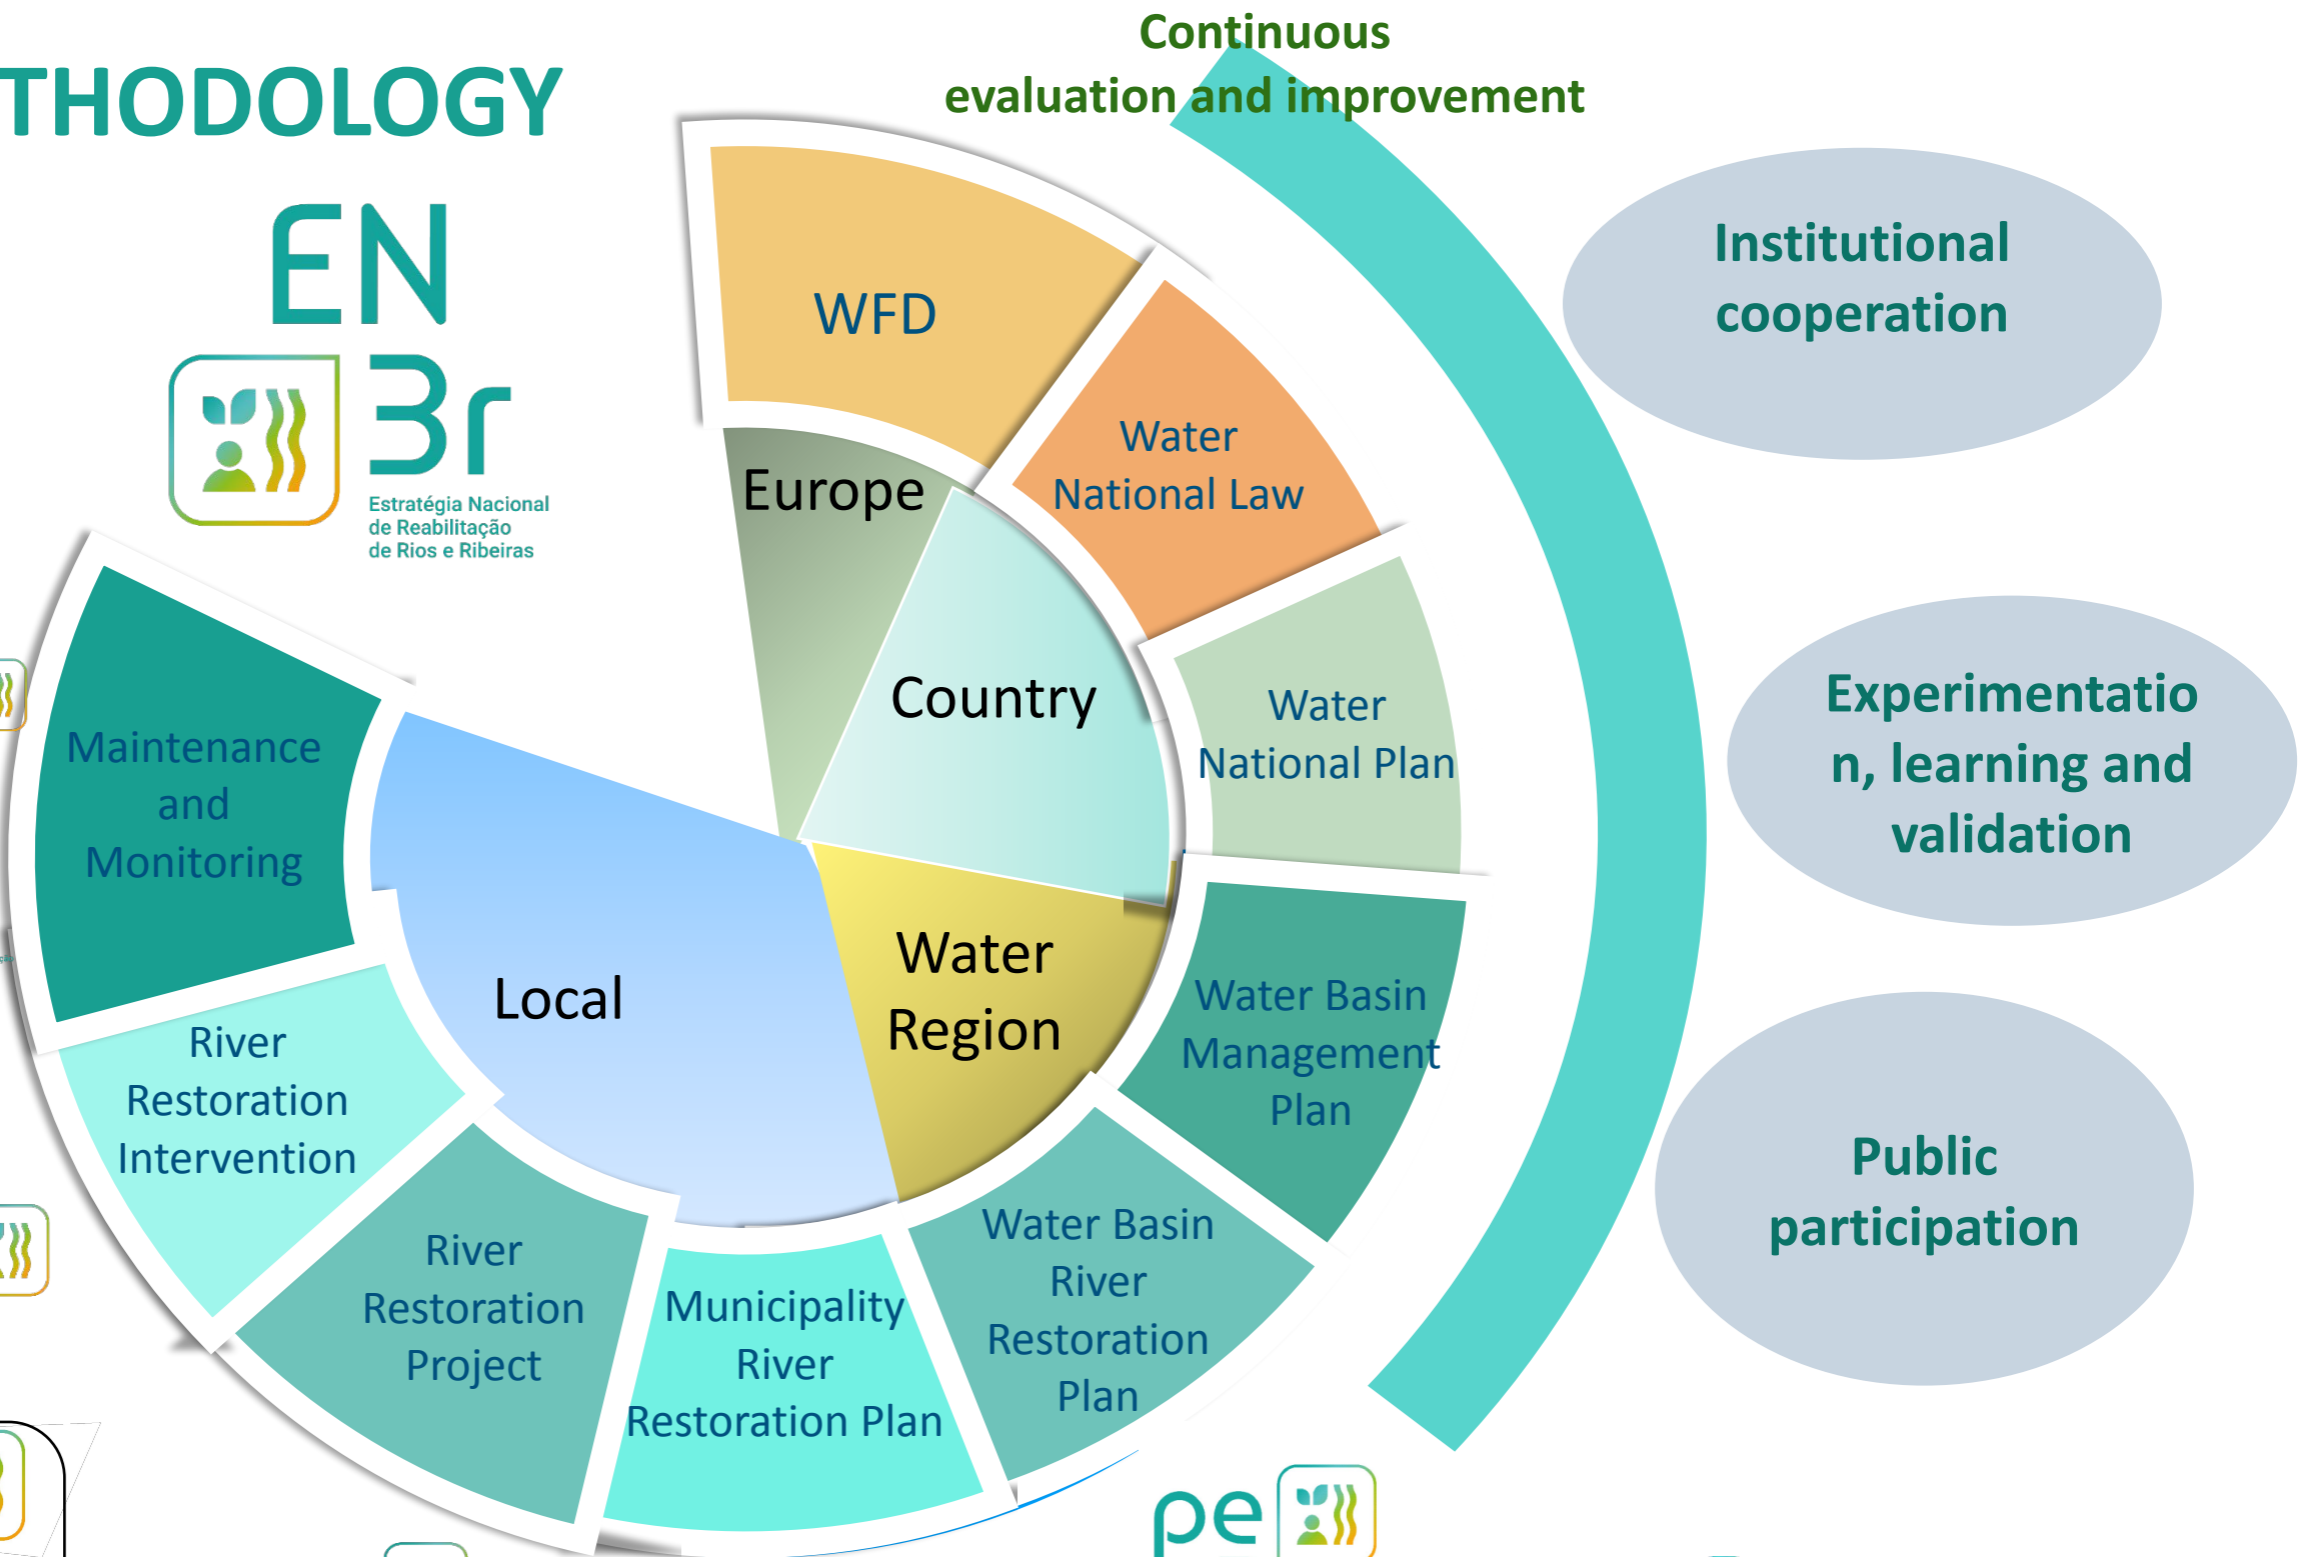 THODOLOGY
EN
3r
Estratégia Nacional
de Reabilitação
de Rios e Ribeiras
Continuous
evaluation and improvement
WFD
Water
National Law
Water
National Plan
Water Basin
Management
Plan
Water Basin
River
Restoration
Plan
Municipality
River
Restoration Plan
River
Restoration
Project
River
Restoration
Intervention
Maintenance
and
Monitoring
Europe
Country
Water
Region
Local
Institutional
cooperation
Experimentatio
n, learning and
validation
Public
participation
pe